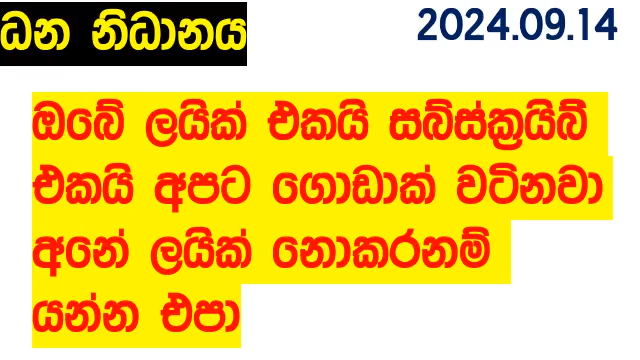 ධන නිධානය
2024.09.14
ඔබේ ලයික් එකයි සබ්ස්ක්‍රයිබ්
එකයි අපට ගොඩාක් වටිනවා
අනේ ලයික් නොකරනම්
යන්න එපා